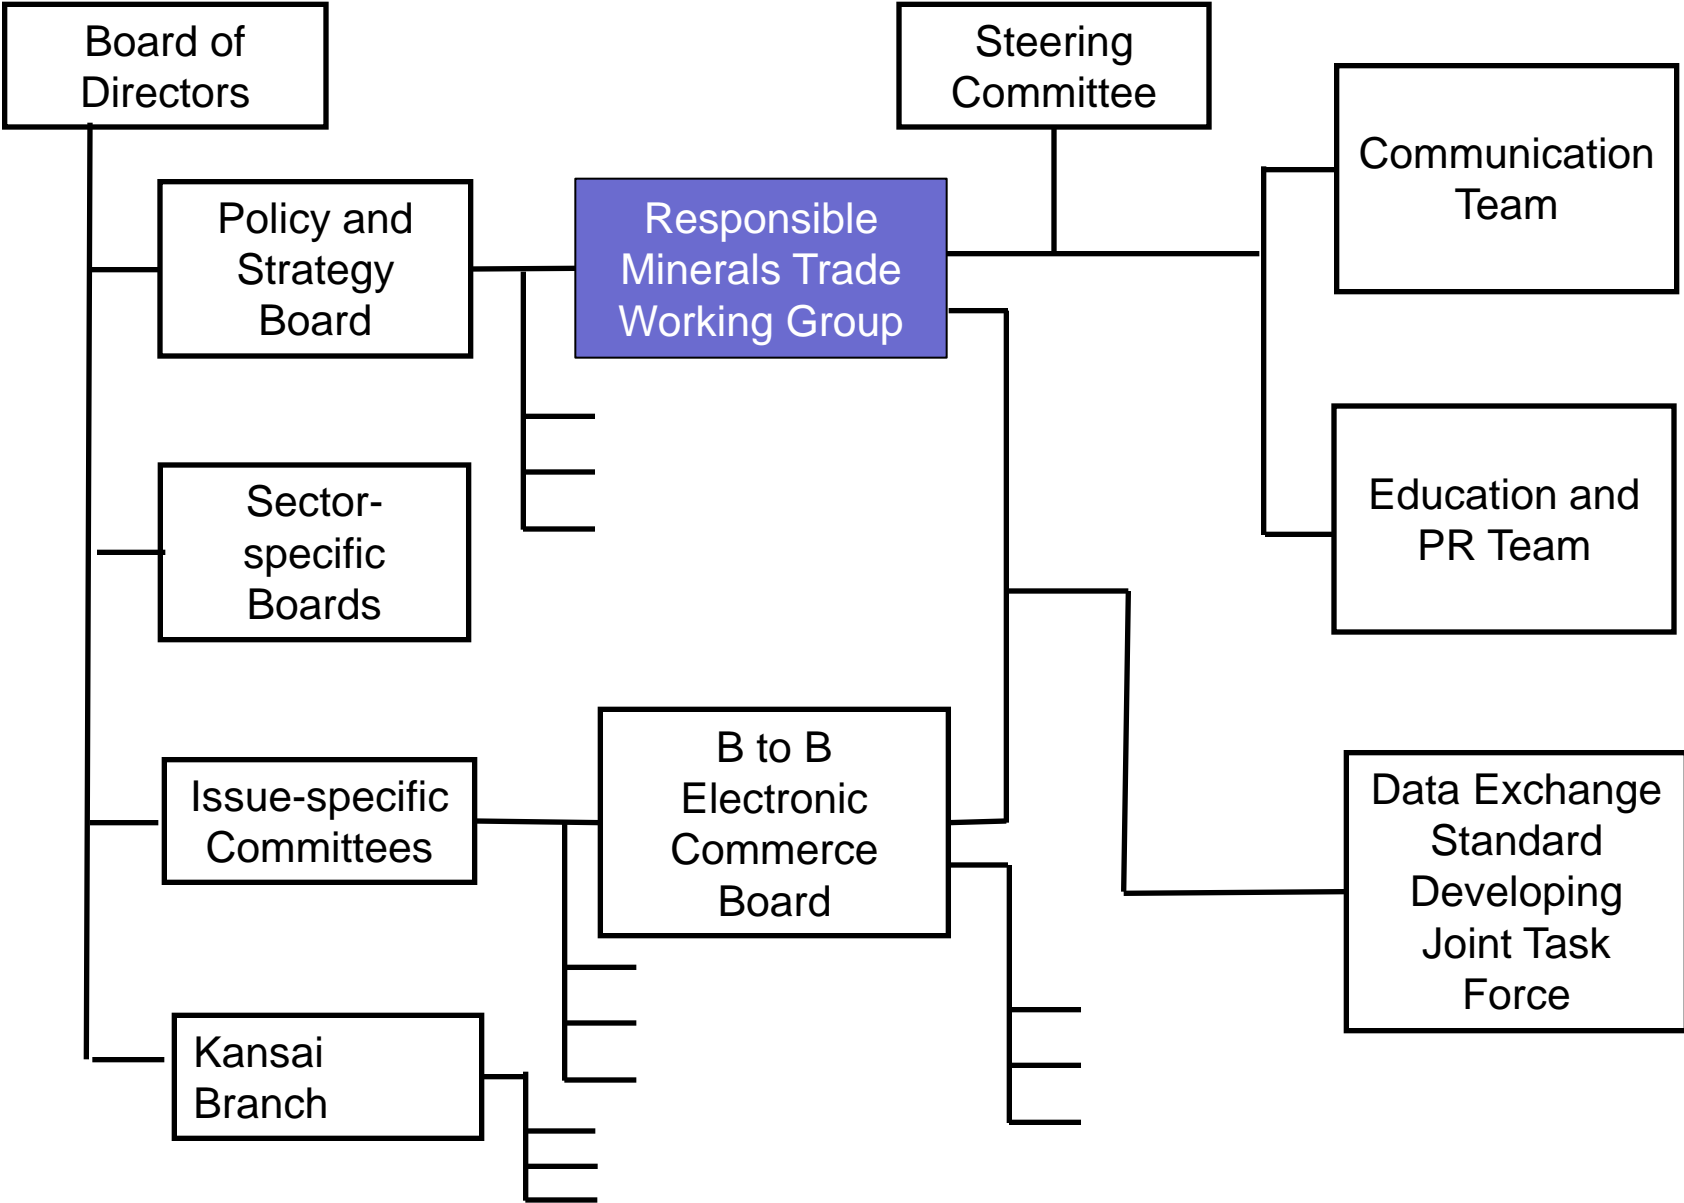 Board of
Directors
Steering
Committee
Communication
Team
Policy and
Strategy
Board
Responsible
Minerals Trade
Working Group
Sector-
specific
Boards
Education and
PR Team
Issue-specific
Committees
B to B
Electronic
Commerce
Board
Data Exchange
Standard
Developing
Joint Task
Force
Kansai
Branch